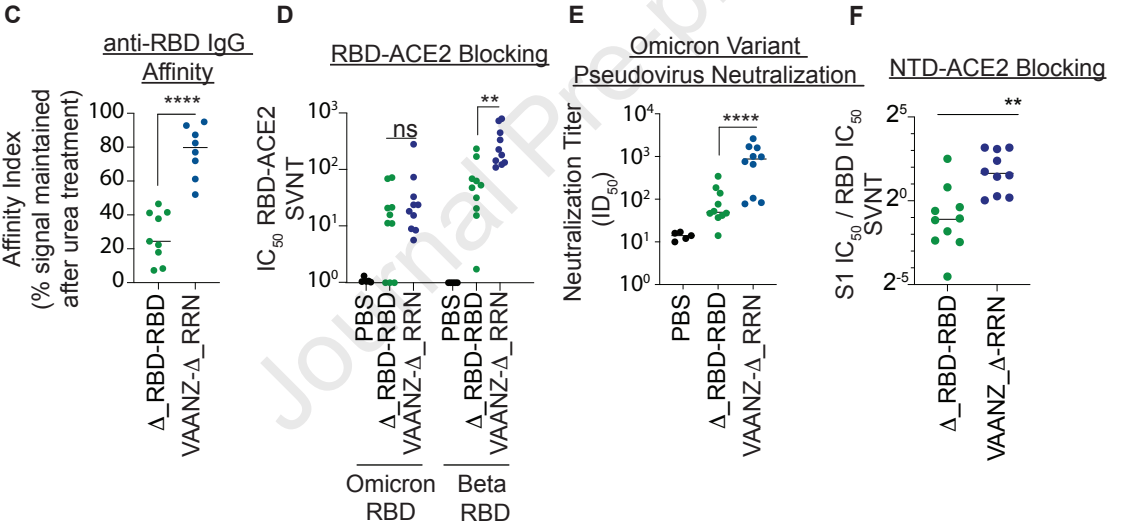 C
anti-RBD IgG
Affinity
Affinity Index
(% signal maintained
after urea treatment)
100
80
60
40
20
0
****
Δ_RBD-RBD
VAANZ-Δ_RRN
D
RBD-ACE2 Blocking
IC50 RBD-ACE2
SVNT
10³
10²
10¹
10⁰
ns
**
PBS
Δ_RBD-RBD
VAANZ-Δ_RRN
PBS
Δ_RBD-RBD
VAANZ-Δ_RRN
Omicron
RBD
Beta
RBD
E
Omicron Variant
Pseudovirus Neutralization
Neutralization Titer
(ID50)
10⁴
10³
10²
10¹
10⁰
****
PBS
Δ_RBD-RBD
VAANZ-Δ_RRN
F
NTD-ACE2 Blocking
S1 IC50 / RBD IC50
SVNT
2⁵
2⁰
2⁻⁵
**
Δ_RBD-RBD
VAANZ_Δ-RRN
Journal Pre-p